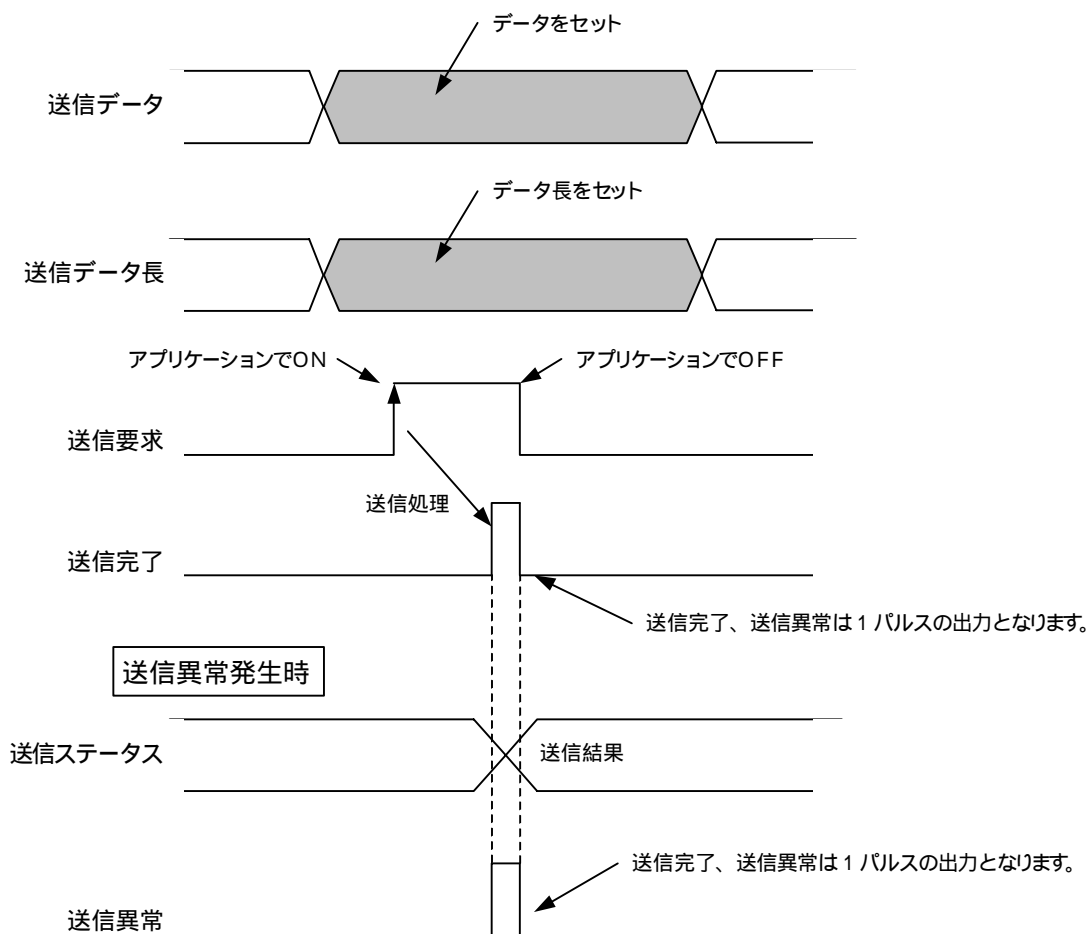 データをセット
送信データ
データ長をセット
送信データ長
アプリケーションでON
アプリケーションでOFF
送信要求
送信処理
送信完了
送信完了、送信異常は1パルスの出力となります。
送信異常発生時
送信ステータス
送信結果
送信完了、送信異常は1パルスの出力となります。
送信異常